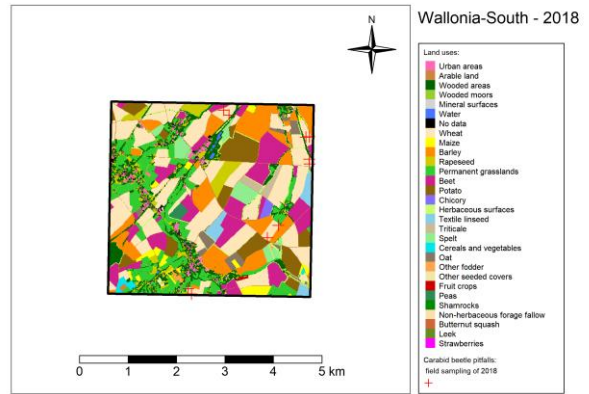 Wallonia-South - 2018
N
Land uses:
Urban areas
Arable land
Wooded areas
Wooded moors
Mineral surfaces
Water
No data
Wheat
Maize
Barley
Rapeseed
Permanent grasslands
Beet
Potato
Chicory
Herbaceous surfaces
Textile linseed
Triticale
Spelt
Cereals and vegetables
Oat
Other fodder
Other seeded covers
Fruit crops
Peas
Shamrocks
Non-herbaceous forage fallow
Butternut squash
Leek
Strawberries
Carabid beetle pitfalls:
field sampling of 2018
0 1 2 3 4 5 km